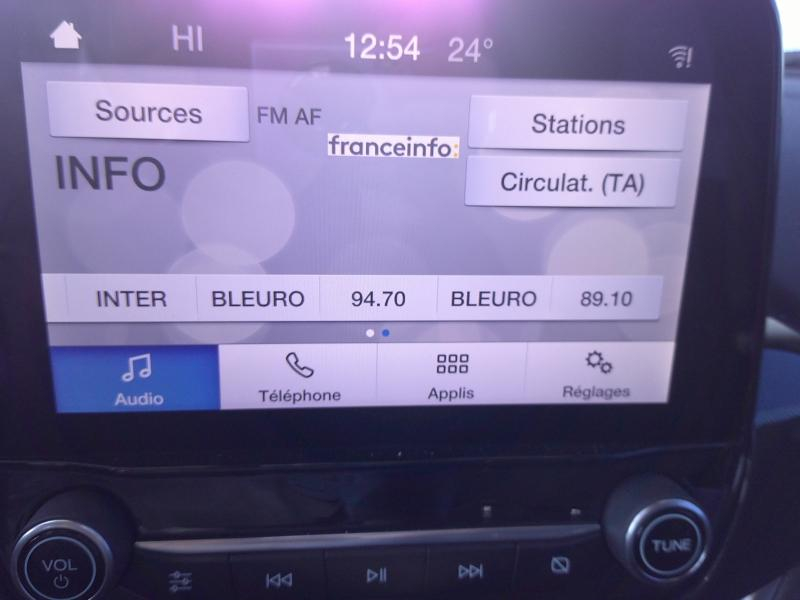 HI 12:54 24°
Sources FM AF Stations
franceinfo:
INFO Circulat. (TA)
INTER BLEURO 94.70 BLEURO 89.10
Audio Téléphone Applis Réglages
VOL TUNE